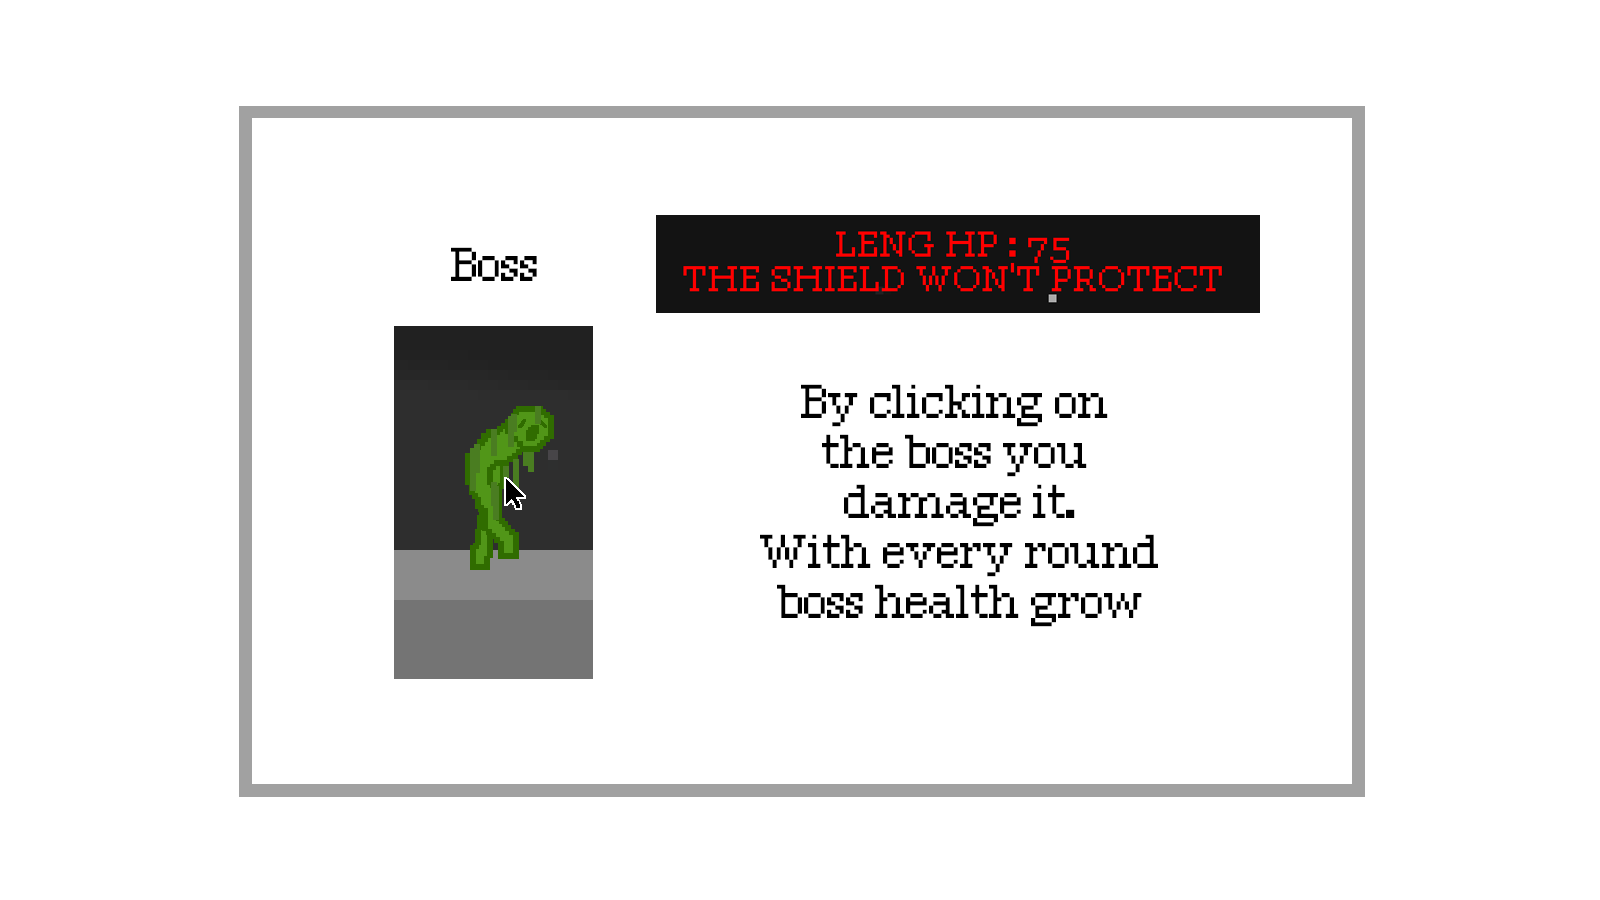 Boss
LENG HP : 75
THE SHIELD WON'T PROTECT
By clicking on
the boss you
damage it.
With every round
boss health grow